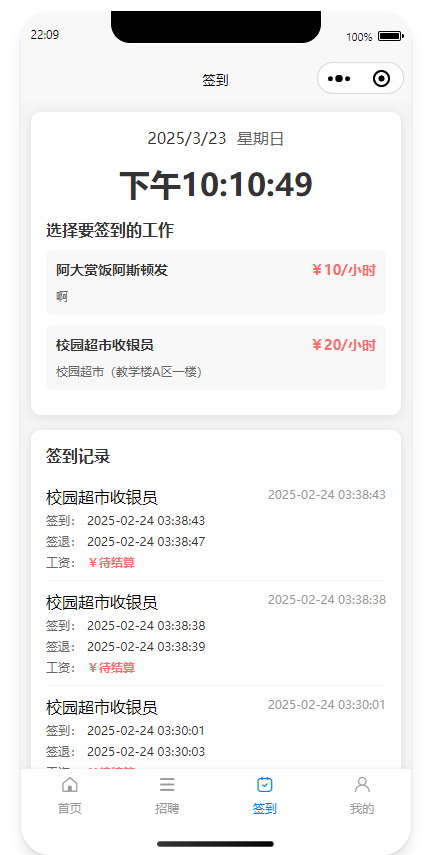 22:09
100%
签到
2025/3/23 星期日
下午10:10:49
选择要签到的工作
阿大赏饭阿斯顿发 ￥10/小时
啊
校园超市收银员 ￥20/小时
校园超市（教学楼A区一楼）
签到记录
校园超市收银员 2025-02-24 03:38:43
签到： 2025-02-24 03:38:43
签退： 2025-02-24 03:38:47
工资： ￥待结算
校园超市收银员 2025-02-24 03:38:38
签到： 2025-02-24 03:38:38
签退： 2025-02-24 03:38:39
工资： ￥待结算
校园超市收银员 2025-02-24 03:30:01
签到： 2025-02-24 03:30:01
签退： 2025-02-24 03:30:03
首页 招聘 签到 我的